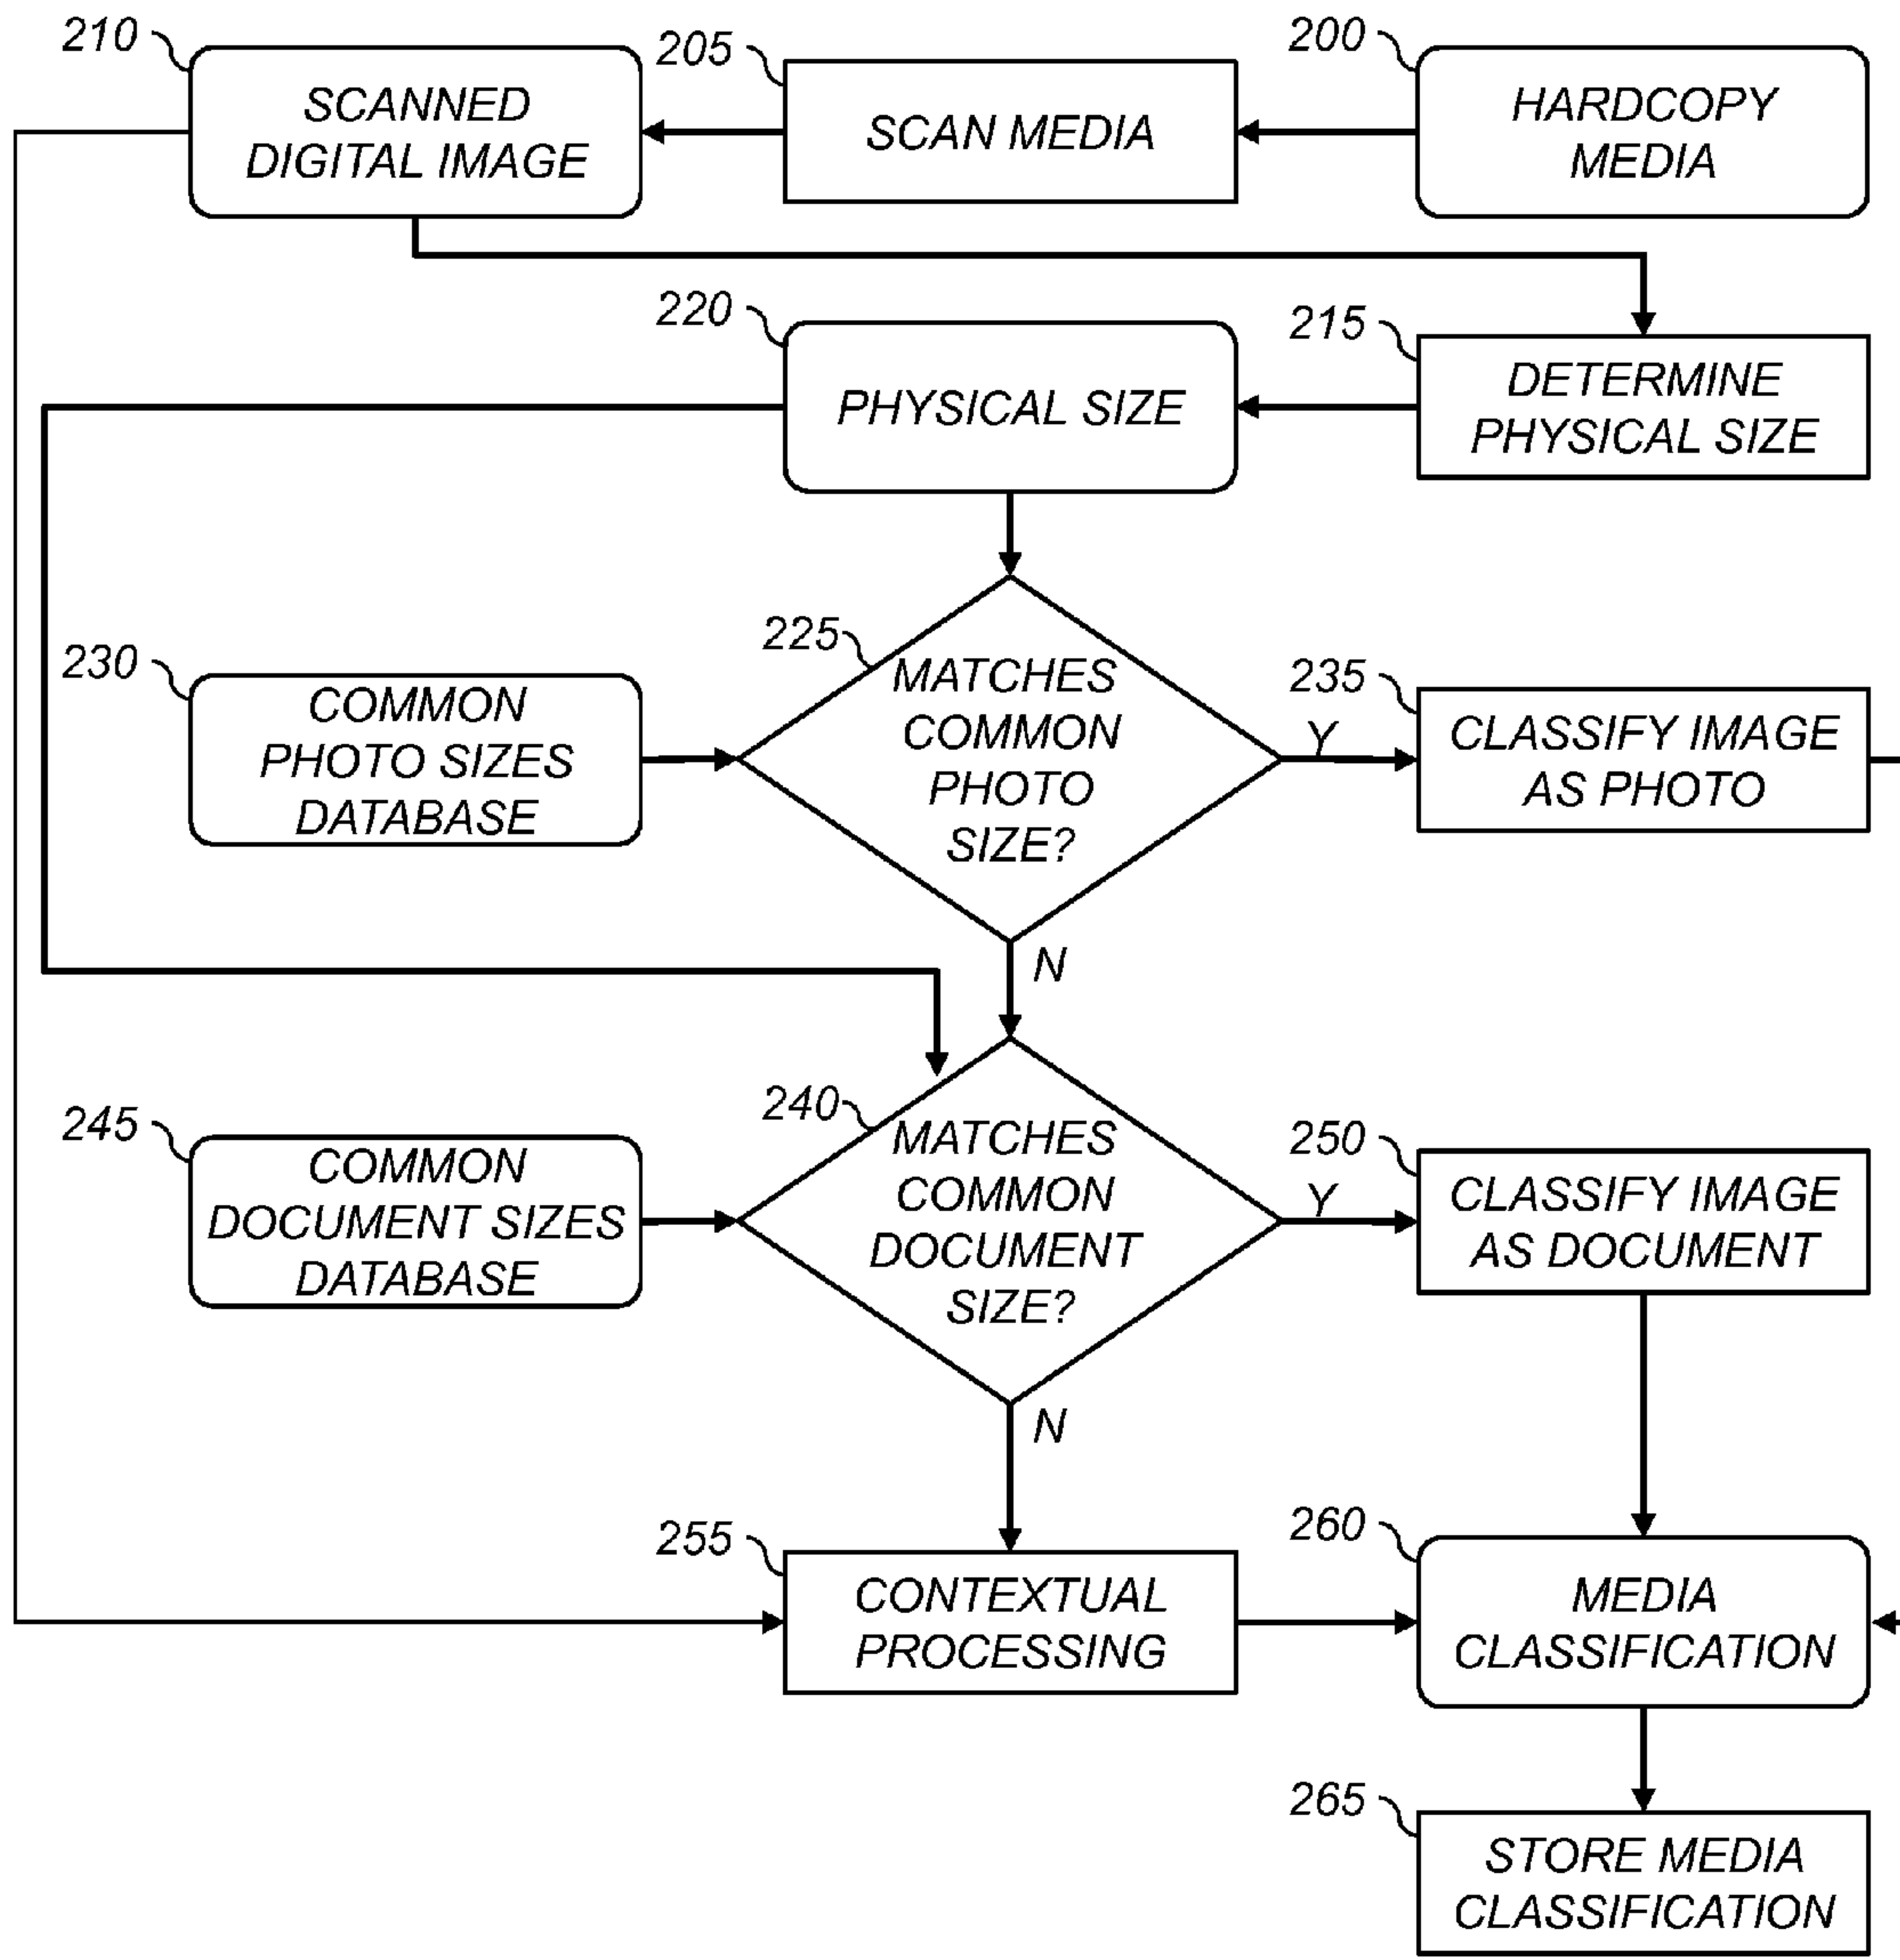 210
SCANNED
DIGITAL IMAGE
205
SCAN MEDIA
200
HARDCOPY
MEDIA
220
PHYSICAL SIZE
215
DETERMINE
PHYSICAL SIZE
230
COMMON
PHOTO SIZES
DATABASE
225
MATCHES
COMMON
PHOTO
SIZE?
Y
N
235
CLASSIFY IMAGE
AS PHOTO
245
COMMON
DOCUMENT SIZES
DATABASE
240
MATCHES
COMMON
DOCUMENT
SIZE?
Y
N
250
CLASSIFY IMAGE
AS DOCUMENT
255
CONTEXTUAL
PROCESSING
260
MEDIA
CLASSIFICATION
265
STORE MEDIA
CLASSIFICATION